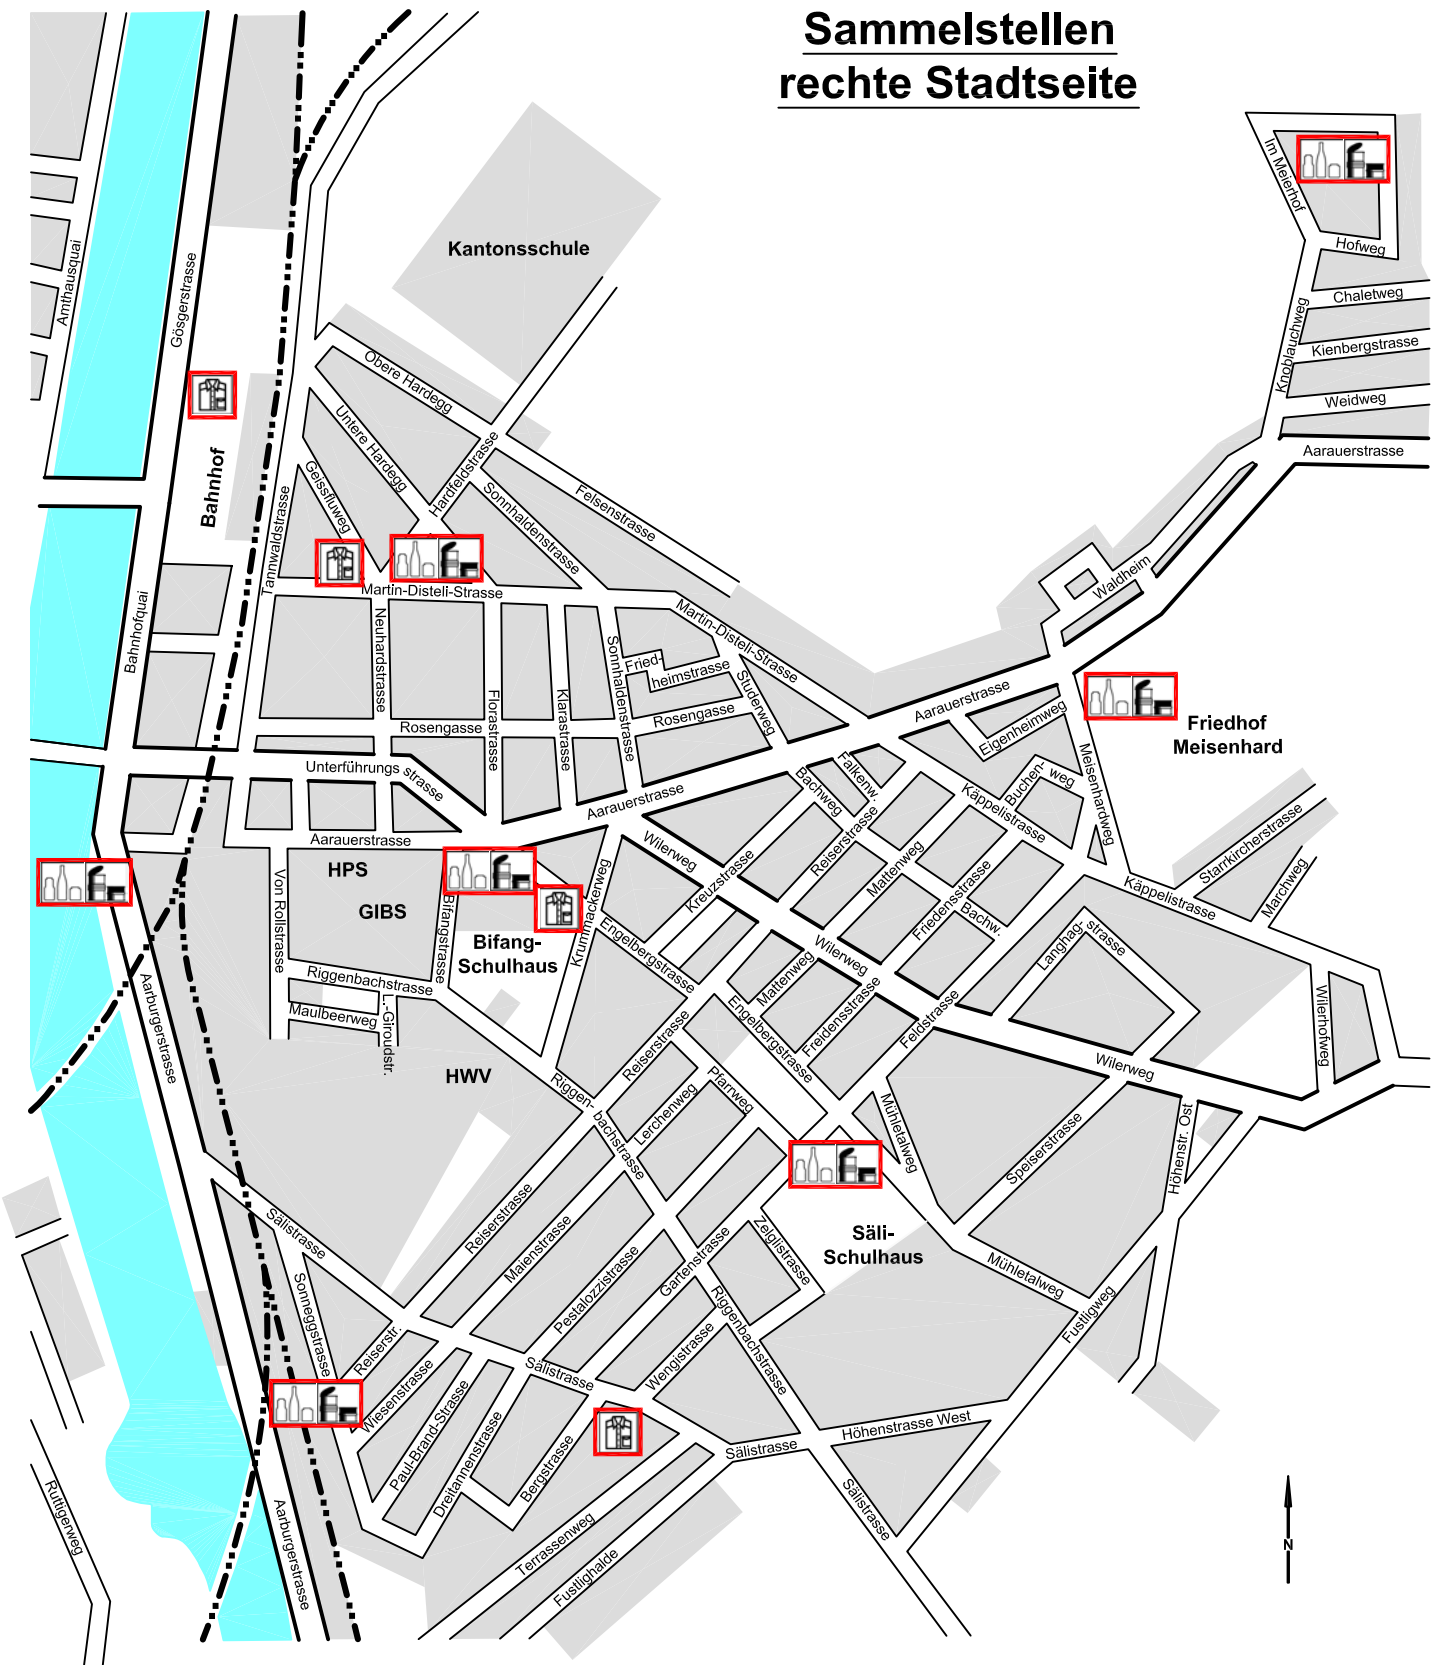 Sammelstellen
rechte Stadtseite
Im Meierhof
Hofweg
Chaletweg
Kienbergstrasse
Weidweg
Knoblauchweg
Aarauerstrasse
Kantonsschule
Amthausquai
Gösgerstrasse
Bahnhof
Bahnhofquai
Tannwaldstrasse
Obere Hardegg
Untere Hardegg
Geissfluweg
Hardfeldstrasse
Sonnhaldenstrasse
Felsenstrasse
Martin-Disteli-Strasse
Martin-Disteli-Strasse
Neuhardstrasse
Florastrasse
Klarastrasse
Sonnhaldenstrasse
Fried-
heimstrasse
Studerweg
Rosengasse
Rosengasse
Unterführungs strasse
Aarauerstrasse
Aarauerstrasse
Aarauerstrasse
Waldheim
Eigenheimweg
Meisenhardweg
Friedhof
Meisenhard
Buchen- weg
Käppelistrasse
Käppelistrasse
Starrkircherstrasse
Marchweg
Falkenw.
Bachweg
Reiserstrasse
Mattenweg
Friedensstrasse
Bachw.
Wilerweg
Wilerweg
Wilerweg
Kreuzstrasse
Krummackerweg
Engelbergstrasse
Engelbergstrasse
Mattenweg
Freidensstrasse
Feldstrasse
Langhag-
strasse
Wilerhofweg
HPS
GIBS
Bifang-
Schulhaus
Von Rollstrasse
Bifangstrasse
Riggenbachstrasse
Maulbeerweg
L.-Giroudstr.
HWV
Riggen-
bachstrasse
Reiserstrasse
Lerchenweg
Pfarrweg
Mühletalweg
Speiserstrasse
Höhenstr. Ost
Säli-
Schulhaus
Mühletalweg
Fustligweg
Aarburgerstrasse
Sälistrasse
Sonneggstrasse
Reiserstrasse
Maienstrasse
Pestalozzistrasse
Gartenstrasse
Zelglistrasse
Riggenbachstrasse
Reiserstr.
Wiesenstrasse
Paul-Brand-Strasse
Dreitannenstrasse
Sälistrasse
Wengistrasse
Bergstrasse
Sälistrasse
Höhenstrasse West
Sälistrasse
Terrassenweg
Fustlighalde
Ruttigerweg
Aarburgerstrasse
N